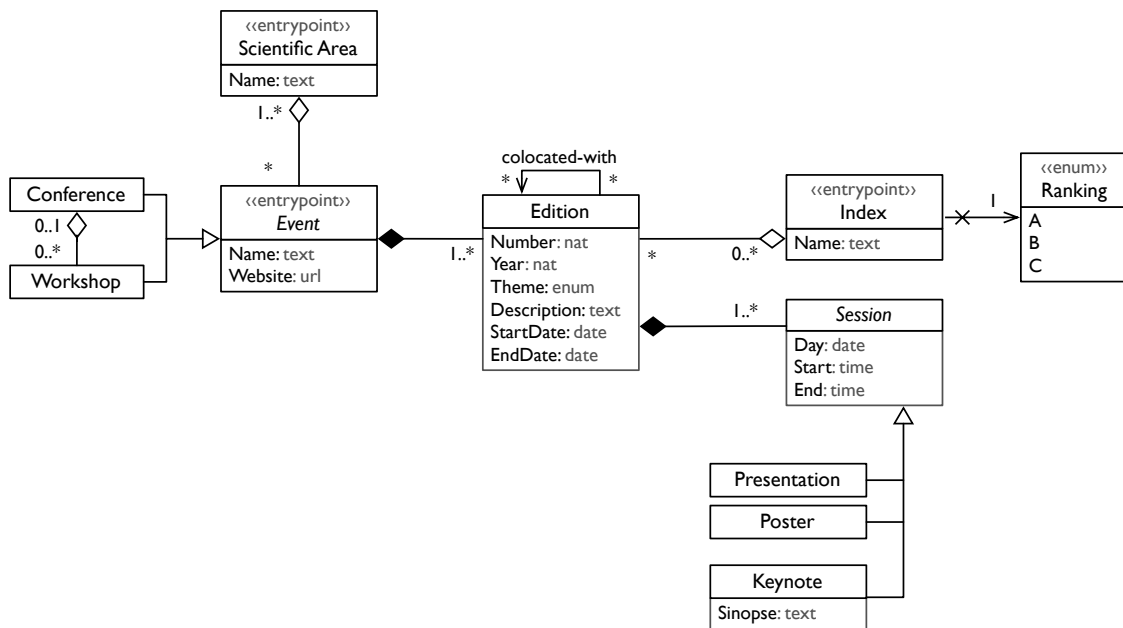 ‹‹entrypoint››
Scientific Area
Name: text
1..*
*
Conference
0..1
0..*
Workshop
‹‹entrypoint››
Event
Name: text
Website: url
1..*
colocated-with
*
*
Edition
Number: nat
Year: nat
Theme: enum
Description: text
StartDate: date
EndDate: date
*
0..*
‹‹entrypoint››
Index
Name: text
1
‹‹enum››
Ranking
A
B
C
1..*
Session
Day: date
Start: time
End: time
Presentation
Poster
Keynote
Sinopse: text